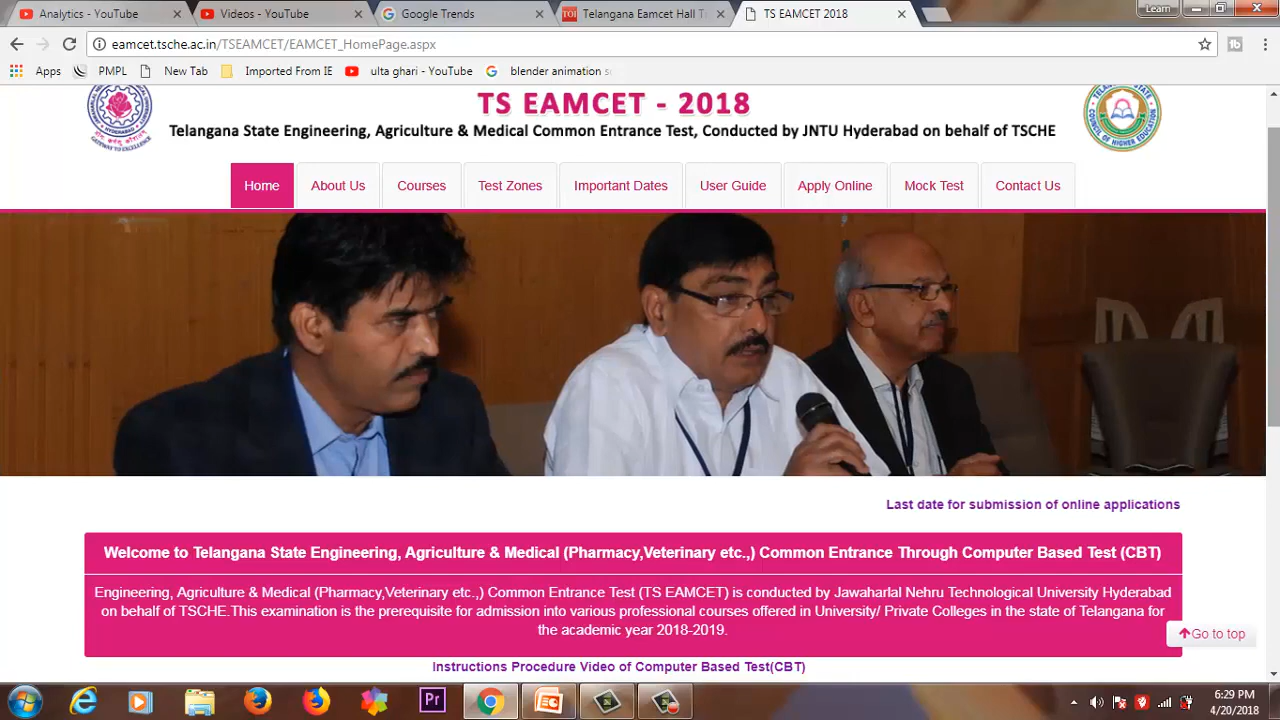 Analytics - YouTube
Videos - YouTube
Google Trends
Telangana Eamcet Hall T
TS EAMCET 2018
Learn
eamcet.tsche.ac.in/TSEAMCET/EAMCET_HomePage.aspx
Apps
PMPL
New Tab
Imported From IE
ulta ghari - YouTube
blender animation so
TS EAMCET - 2018
Telangana State Engineering, Agriculture & Medical Common Entrance Test, Conducted by JNTU Hyderabad on behalf of TSCHE
Home
About Us
Courses
Test Zones
Important Dates
User Guide
Apply Online
Mock Test
Contact Us
Last date for submission of online applications
Welcome to Telangana State Engineering, Agriculture & Medical (Pharmacy,Veterinary etc.,) Common Entrance Through Computer Based Test (CBT)
Engineering, Agriculture & Medical (Pharmacy,Veterinary etc.,) Common Entrance Test (TS EAMCET) is conducted by Jawaharlal Nehru Technological University Hyderabad
on behalf of TSCHE.This examination is the prerequisite for admission into various professional courses offered in University/ Private Colleges in the state of Telangana for
the academic year 2018-2019.
Go to top
Instructions Procedure Video of Computer Based Test(CBT)
Pr
6:29 PM
4/20/2018